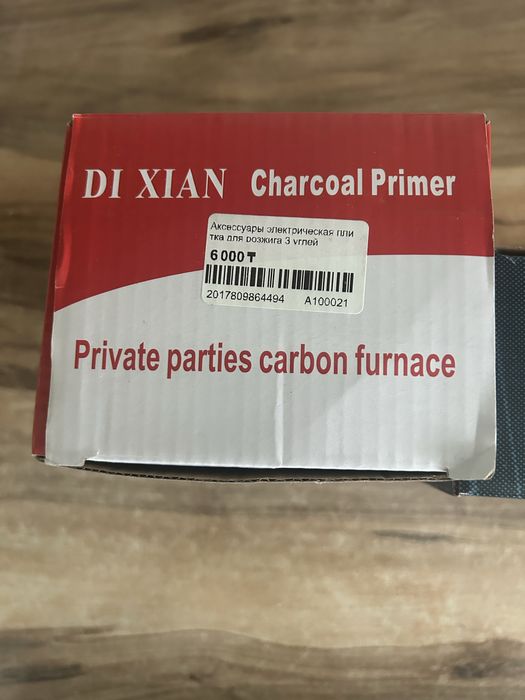 DI XIAN Charcoal Primer
Аксессуары электрическая пли
тка для розжига 3 углей
6 000 ₸
2017809864494 A100021
Private parties carbon furnace